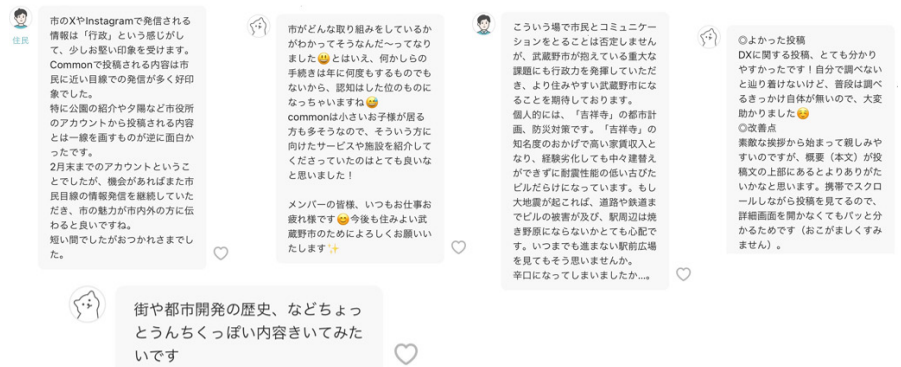 住民
市のXやInstagramで発信される
情報は「行政」という感じがし
て、少しお堅い印象を受けます。
Commonで投稿される内容は市
民に近い目線での発信が多く好印
象でした。
特に公園の紹介や夕陽など市役所
のアカウントから投稿される内容
とは一線を画すものが逆に面白か
ったです。
2月末までのアカウントというこ
とでしたが、機会があればまた市
民目線の情報発信を継続していた
だき、市の魅力が市内外の方に伝
わると良いですね。
短い間でしたがおつかれさまでし
た。
市がどんな取り組みをしているか
がわかってそうなんだ〜ってなり
ました😃とはいえ、何かしらの
手続きは年に何度もするものでも
ないから、認知はした位のものに
なっちゃいますね😅
commonは小さいお子様が居る
方も多そうなので、そういう方に
向けたサービスや施設を紹介して
くださっていたのはとても良いな
と思いました！
メンバーの皆様、いつもお仕事お
疲れ様です😊今後も住みよい武
蔵野市のためによろしくお願いい
たします✨
こういう場で市民とコミュニケー
ションをとることは否定しません
が、武蔵野市が抱えている重大な
課題にも行政力を発揮していただ
き、より住みやすい武蔵野市にな
ることを期待しております。
個人的には、「吉祥寺」の都市計
画、防災対策です。「吉祥寺」の
知名度のおかげで高い家賃収入と
なり、経験劣化しても中々建替え
ができずに耐震性能の低い古びた
ビルだらけになっています。もし
大地震が起これば、道路や鉄道ま
でビルの被害が及び、駅周辺は焼
き野原にならないかとても心配で
す。いつまでも進まない駅前広場
を見てもそう思いませんか。
辛口になってしまいましたか…。
◎よかった投稿
DXに関する投稿、とても分かり
やすかったです！自分で調べない
と辿り着けないけど、普段は調べ
るきっかけ自体が無いので、大変
助かりました😣
◎改善点
素敵な挨拶から始まって親しみや
すいのですが、概要（本文）が投
稿文の上部にあるとよりありがた
いかなと思います。携帯でスクロ
ールしながら投稿を見てるので、
詳細画面を開かなくてもパッと分
かるためです（おこがましくすみ
ません）。
街や都市開発の歴史、などちょっ
とうんちくっぽい内容きいてみた
いです